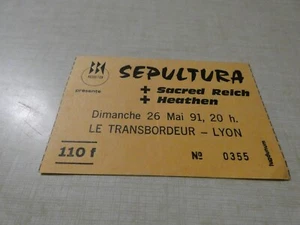 présente
SEPULTURA
+ Sacred Reich
+ Heathen
Dimanche 26 Mai 91, 20 h.
LE TRANSBORDEUR – LYON
110 f
Nº 0355